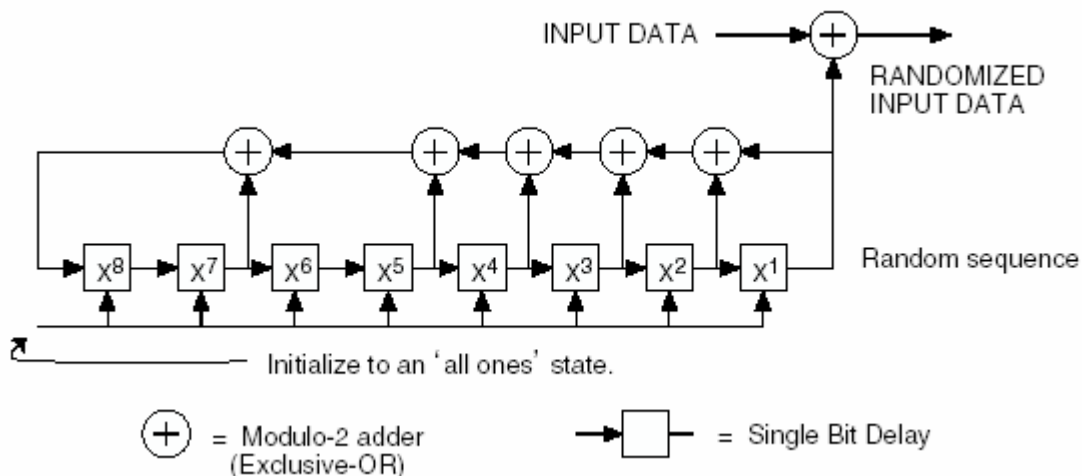 INPUT DATA
RANDOMIZED
INPUT DATA
X8 X7 X6 X5 X4 X3 X2 X1
Random sequence
Initialize to an 'all ones' state.
= Modulo-2 adder
(Exclusive-OR)
= Single Bit Delay